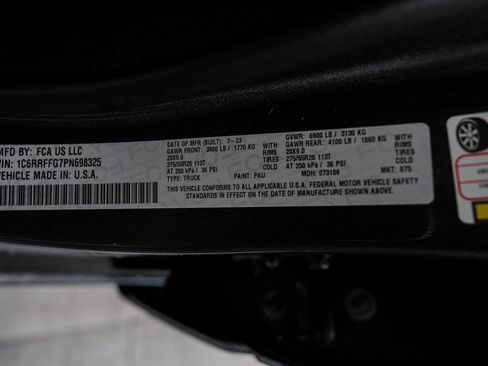 MFD BY: FCA US LLC
VIN: 1C6RRFFG7PN698325
VEHICLE MADE IN: U.S.A.
DATE OF MFR (BUILT): 7-23
GVWR: 6900 LB / 3130 KG
GAWR FRONT: 3900 LB / 1770 KG WITH GAWR REAR: 4100 LB / 1860 KG WITH
20X9.0 RIMS 20X9.0 RIMS
275/55R20 113T TIRES 275/55R20 113T TIRES
AT 250 kPa / 36 PSI COLD AT 250 kPa / 36 PSI COLD
TYPE: TRUCK PAINT: PAU MDH: 073106 MKT: 875
THIS VEHICLE CONFORMS TO ALL APPLICABLE U.S.A. FEDERAL MOTOR VEHICLE SAFETY
STANDARDS IN EFFECT ON THE DATE OF MANUFACTURE SHOWN ABOVE.